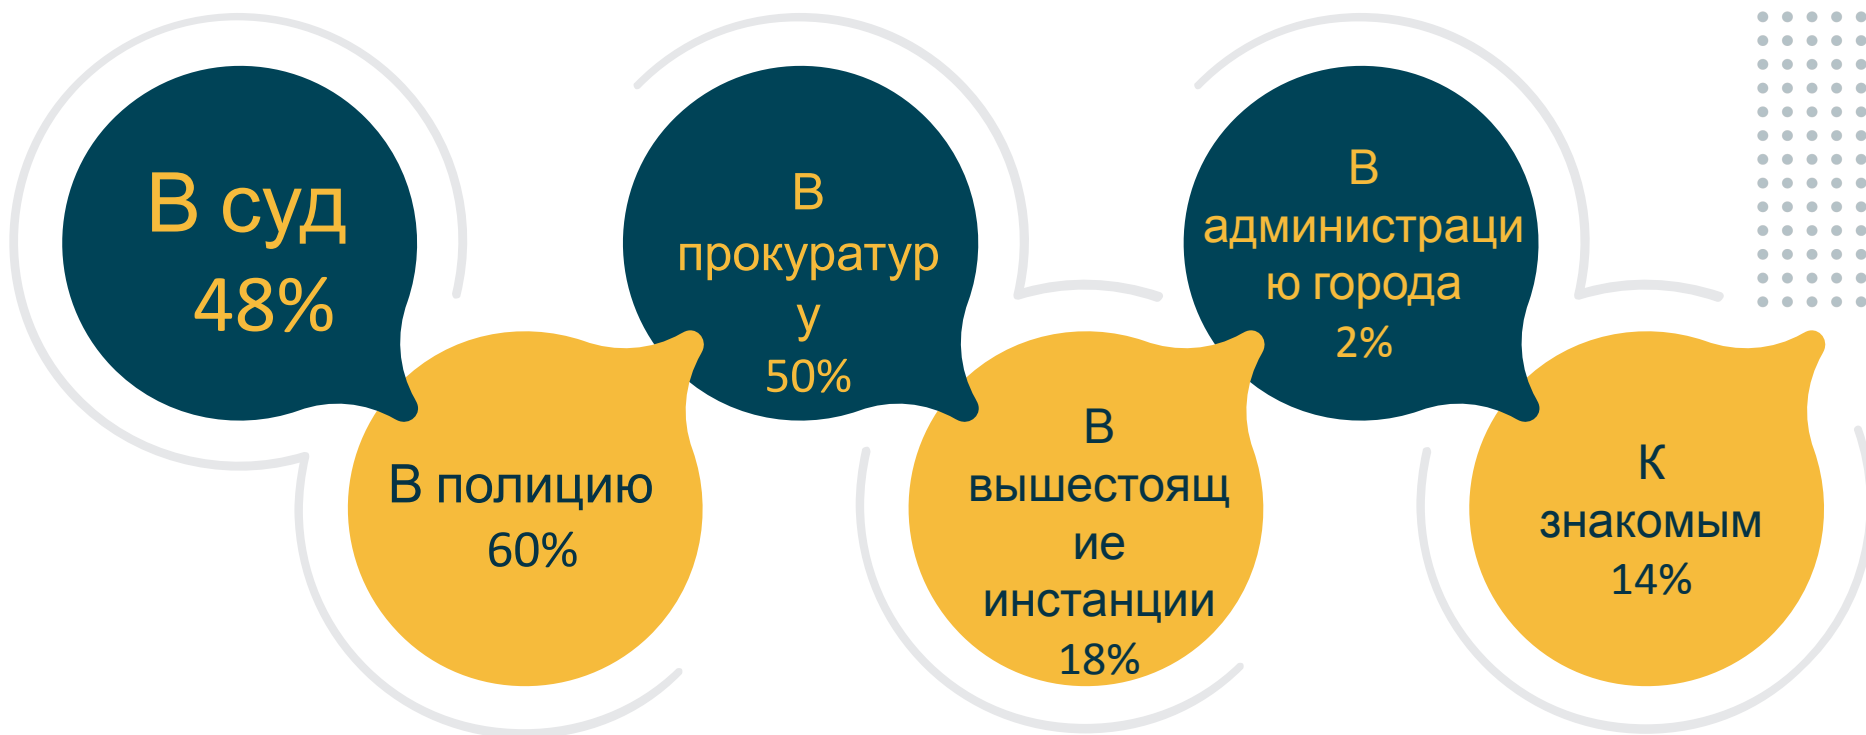 В суд
48%
В полицию
60%
В
прокуратур
у
50%
В
вышестоящ
ие
инстанции
18%
В
администраци
ю города
2%
К
знакомым
14%